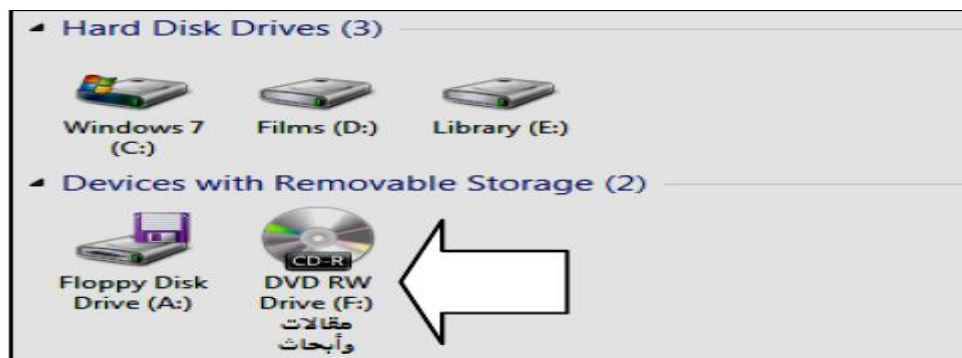 Hard Disk Drives (3)
Windows 7
(C:)
Films (D:)
Library (E:)
Devices with Removable Storage (2)
Floppy Disk
Drive (A:)
CD-R
DVD RW
Drive (F:)
مقالات
وأبحاث